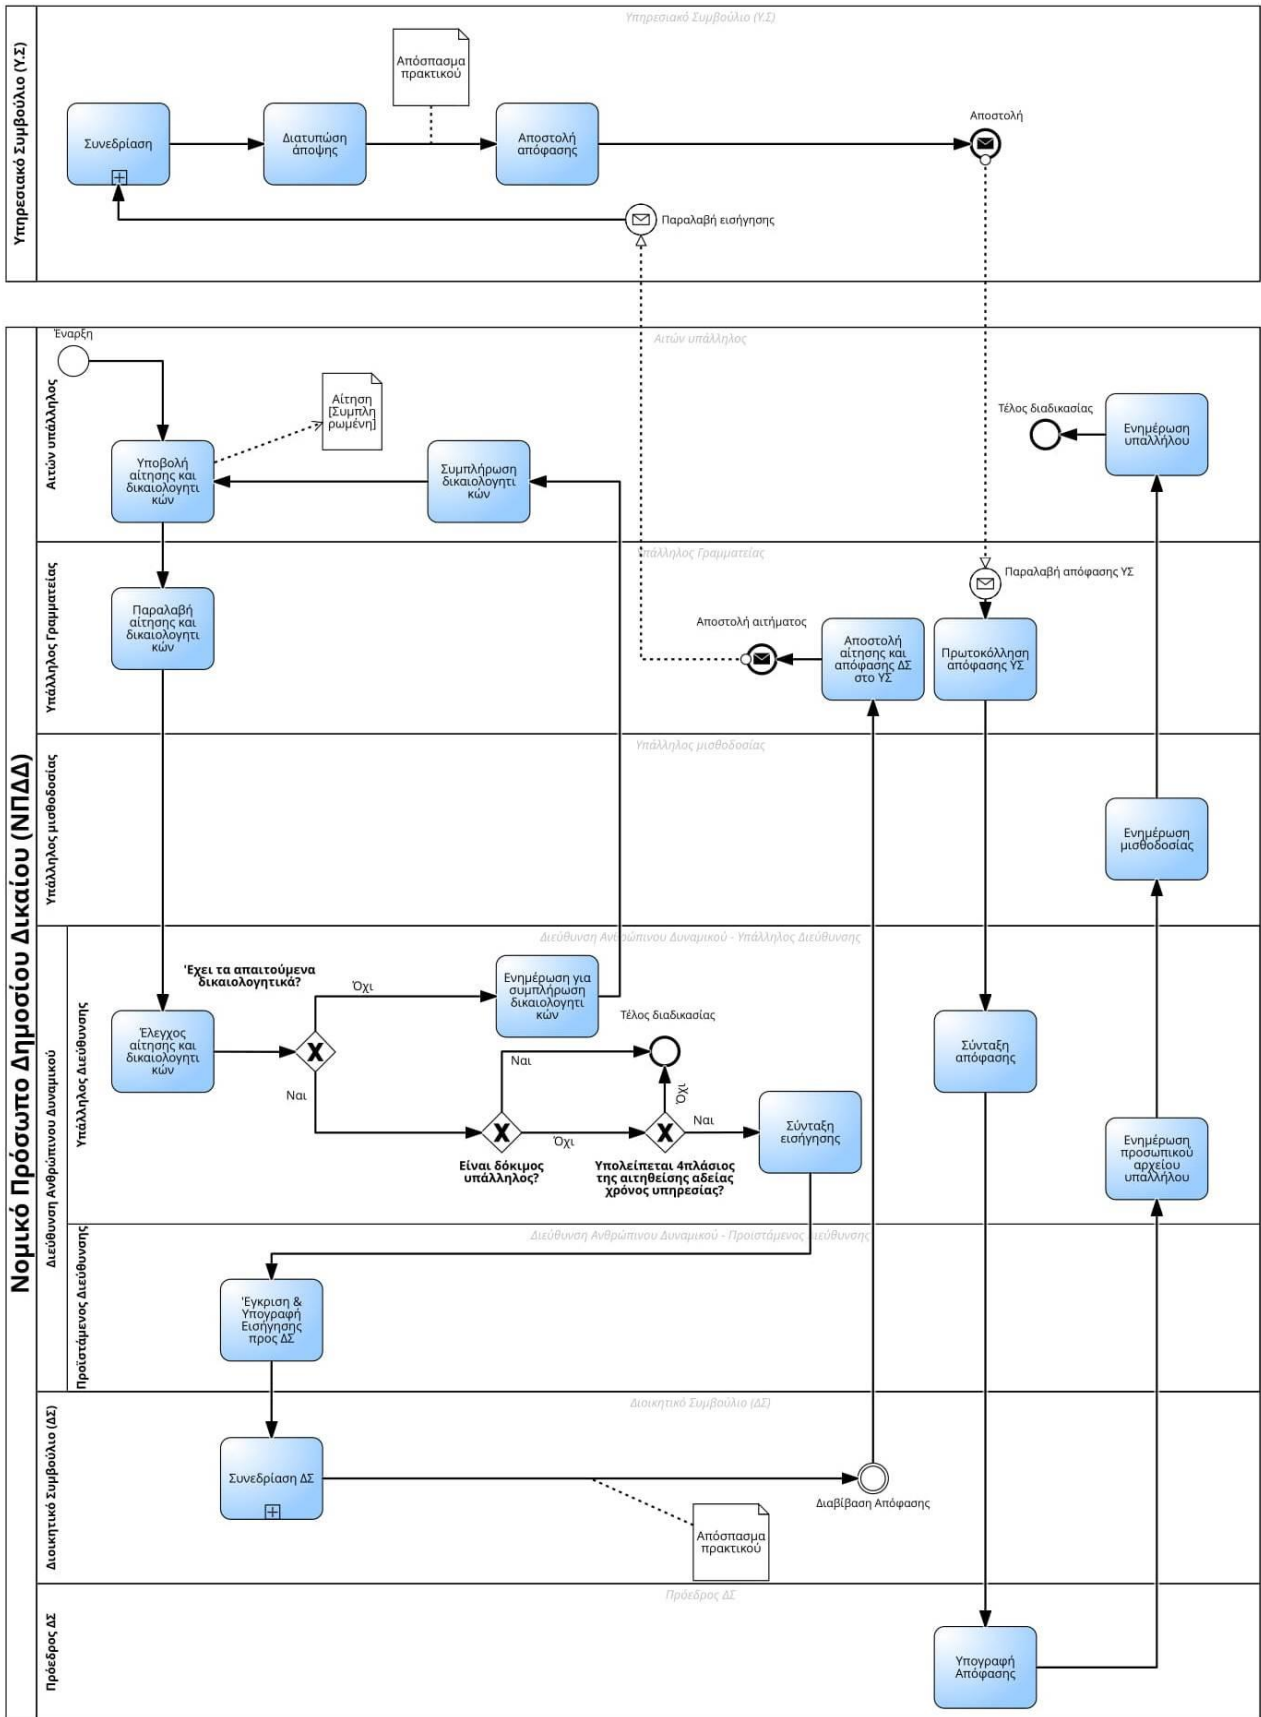 Υπηρεσιακό Συμβούλιο (Υ.Σ)
Υπηρεσιακό Συμβούλιο (Υ.Σ)
Απόσπασμα
πρακτικού
Συνεδρίαση
Διατυπώση
άποψης
Αποστολή
απόφασης
Αποστολή
Παραλαβή εισήγησης
Νομικό Πρόσωπο Δημοσίου Δικαίου (ΝΠΔΔ)
Αιτών υπάλληλος
Έναρξη
Αιτών υπάλληλος
Αίτηση
[Συμπλη
ρωμένη]
Υποβολή
αίτησης και
δικαιολογητι
κών
Συμπλήρωση
δικαιολογητι
κών
Τέλος διαδικασίας
Ενημέρωση
υπαλλήλου
Υπάλληλος Γραμματείας
Υπάλληλος Γραμματείας
Παραλαβή
αίτησης και
δικαιολογητι
κών
Αποστολή αιτήματος
Αποστολή
αίτησης και
απόφασης ΔΣ
στο ΥΣ
Παραλαβή απόφασης ΥΣ
Πρωτοκόλληση
απόφασης ΥΣ
Υπάλληλος μισθοδοσίας
Υπάλληλος μισθοδοσίας
Ενημέρωση
μισθοδοσίας
Διεύθυνση Ανθρώπινου Δυναμικού
Υπάλληλος Διεύθυνσης
Διεύθυνση Ανθρώπινου Δυναμικού - Υπάλληλος Διεύθυνσης
Έλεγχος
αίτησης και
δικαιολογητι
κών
'Εχει τα απαιτούμενα
δικαιολογητικά?
Όχι
Ναι
Ενημέρωση για
συμπλήρωση
δικαιολογητι
κών
Τέλος διαδικασίας
Ναι
Όχι
Είναι δόκιμος
υπάλληλος?
Όχι
Ναι
Υπολείπεται 4πλάσιος
της αιτηθείσης αδείας
χρόνος υπηρεσίας?
Σύνταξη
εισήγησης
Σύνταξη
απόφασης
Ενημέρωση
προσωπικού
αρχείου
υπαλλήλου
Προϊστάμενος Διεύθυνσης
Διεύθυνση Ανθρώπινου Δυναμικού - Προϊστάμενος Διεύθυνσης
'Εγκριση &
Υπογραφή
Εισήγησης
προς ΔΣ
Διοικητικό Συμβούλιο (ΔΣ)
Διοικητικό Συμβούλιο (ΔΣ)
Συνεδρίαση ΔΣ
Διαβίβαση Απόφασης
Απόσπασμα
πρακτικού
Πρόεδρος ΔΣ
Πρόεδρος ΔΣ
Υπογραφή
Απόφασης